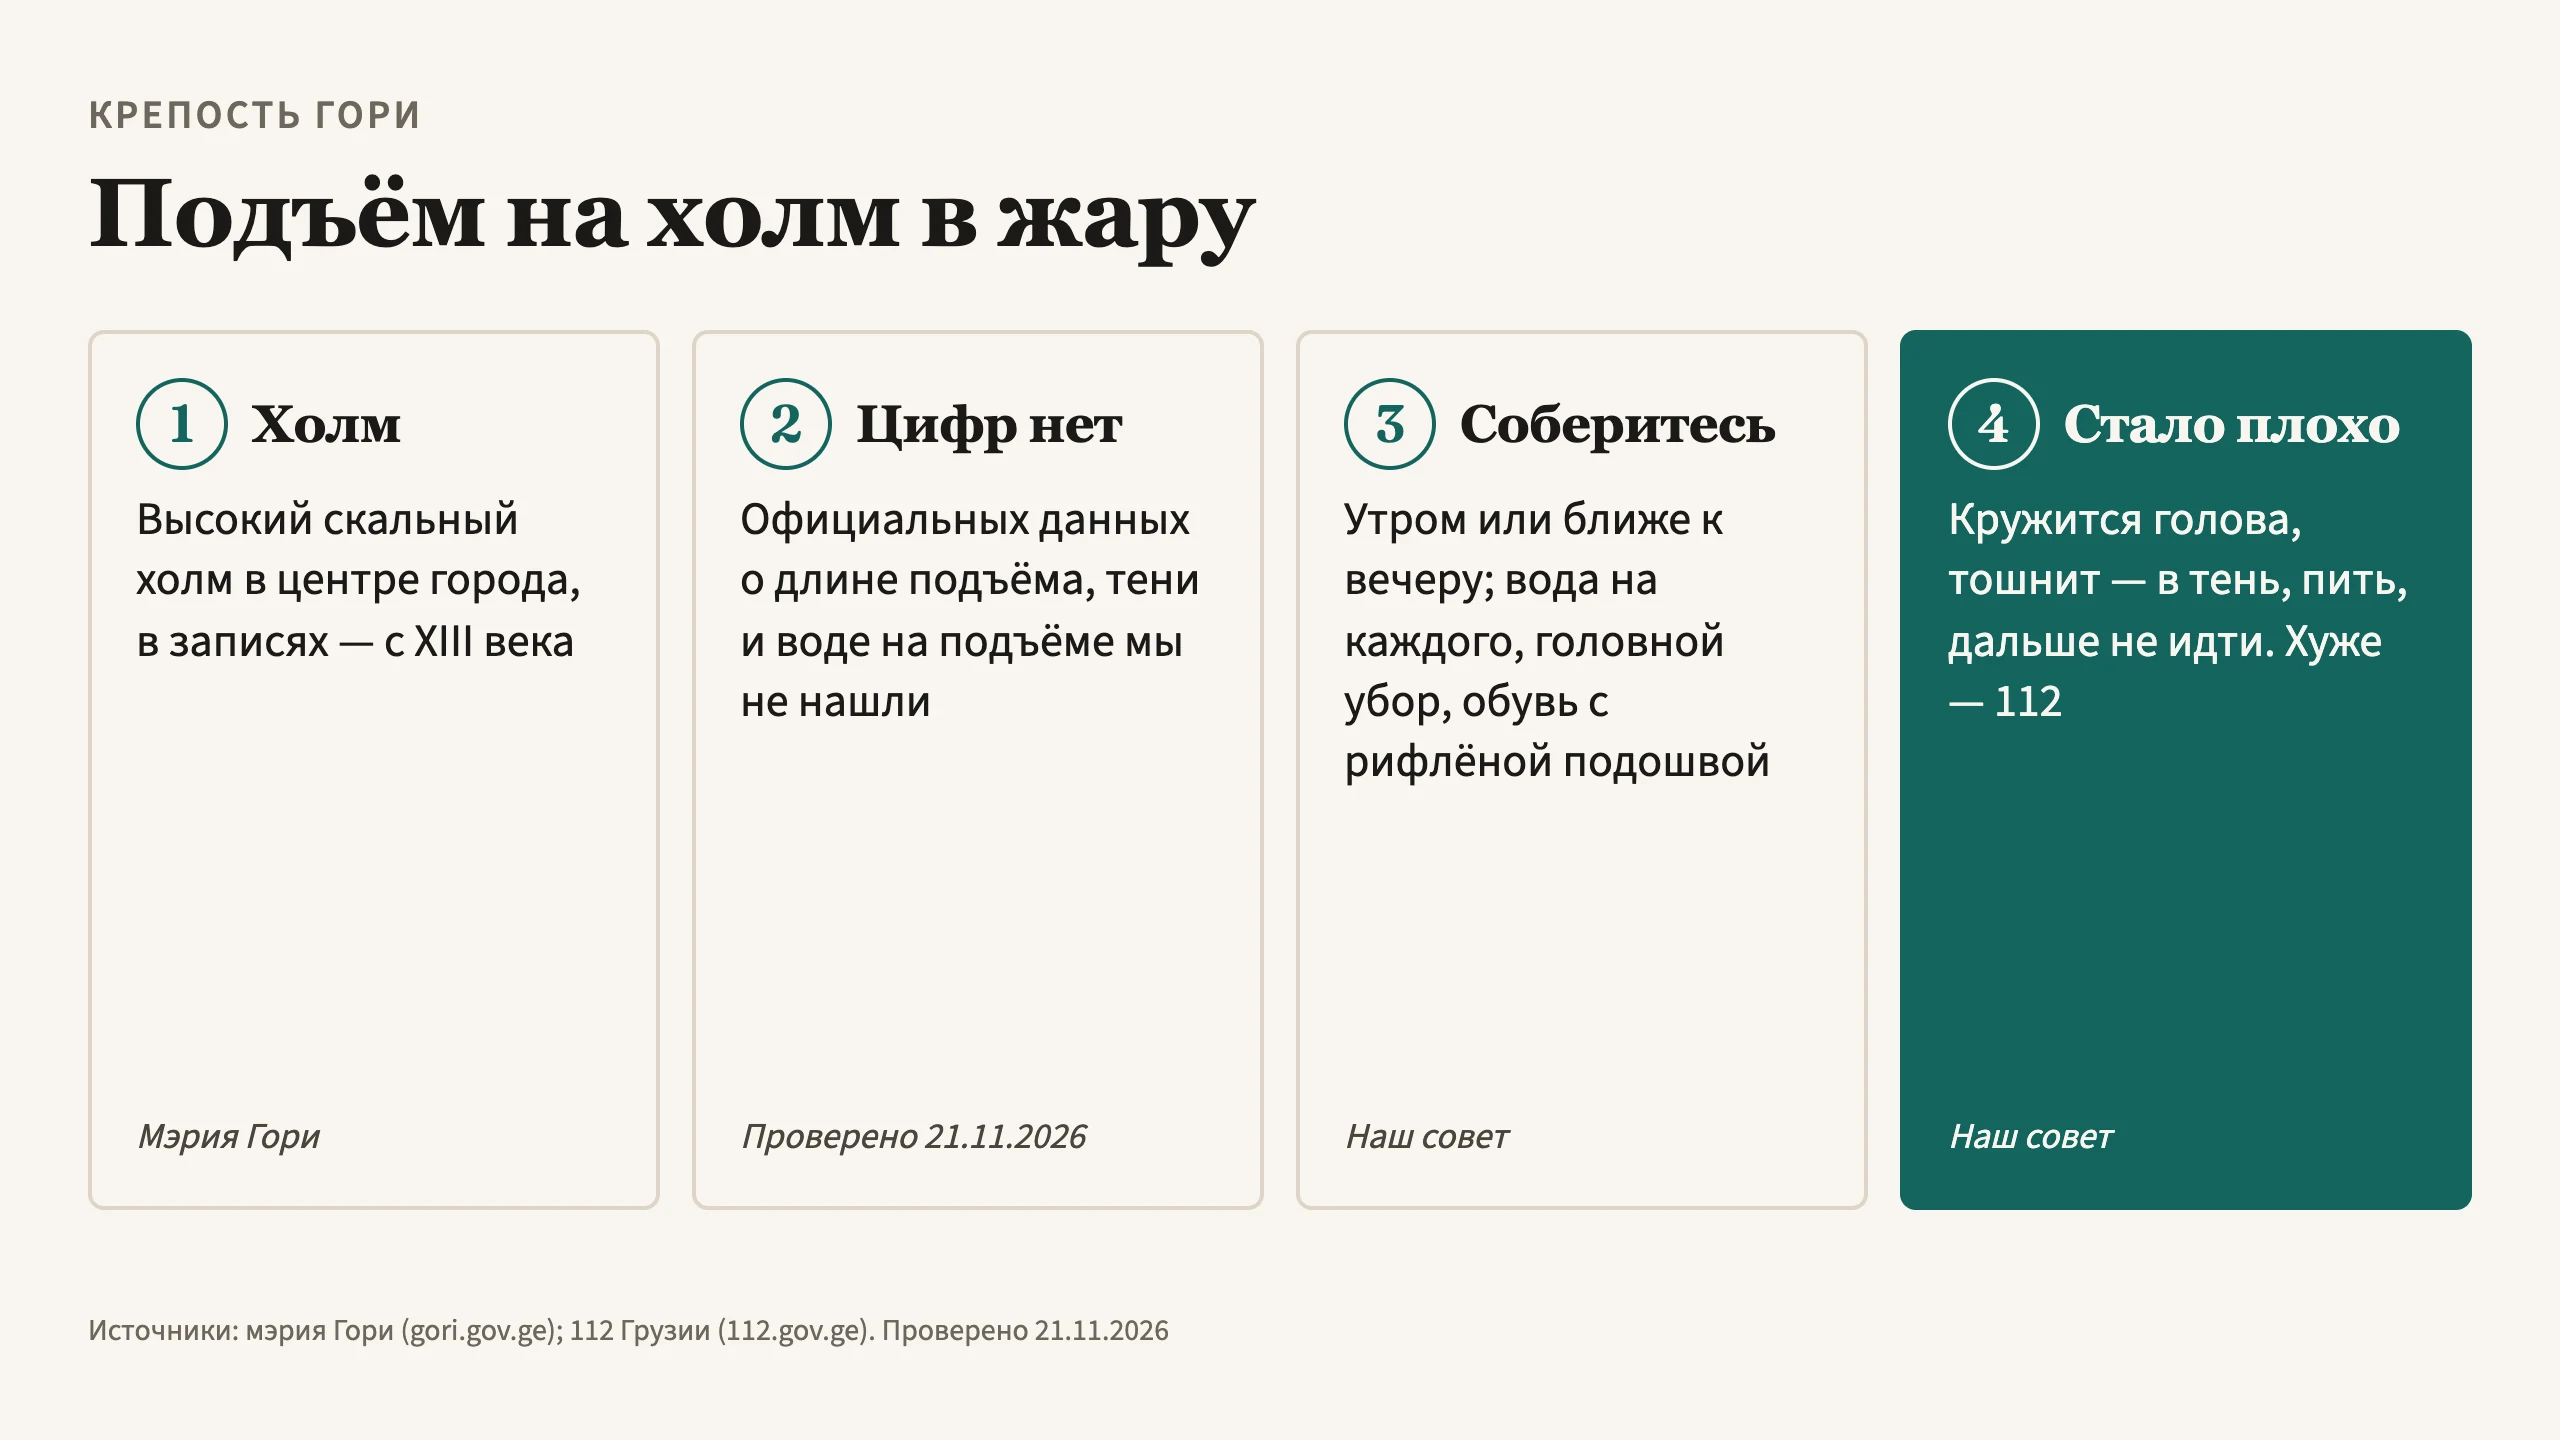 КРЕПОСТЬ ГОРИ
Подъём на холм в жару
1 Холм
Высокий скальный
холм в центре города,
в записях — с XIII века
Мэрия Гори
2 Цифр нет
Официальных данных
о длине подъёма, тени
и воде на подъёме мы
не нашли
Проверено 21.11.2026
3 Соберитесь
Утром или ближе к
вечеру; вода на
каждого, головной
убор, обувь с
рифлёной подошвой
Наш совет
4 Стало плохо
Кружится голова,
тошнит — в тень, пить,
дальше не идти. Хуже
— 112
Наш совет
Источники: мэрия Гори (gori.gov.ge); 112 Грузии (112.gov.ge). Проверено 21.11.2026